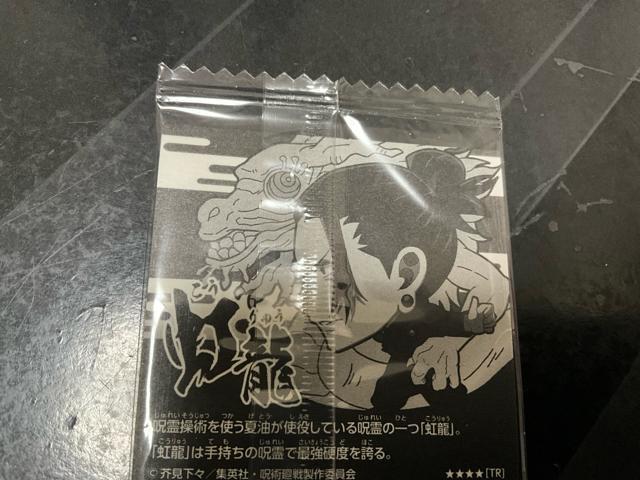 虹龍
呪霊操術を使う夏油が使役している呪霊の一つ「虹龍」。
「虹龍」は手持ちの呪霊で最強硬度を誇る。
©芥見下々/集英社・呪術廻戦製作委員会
★★★★[TR]